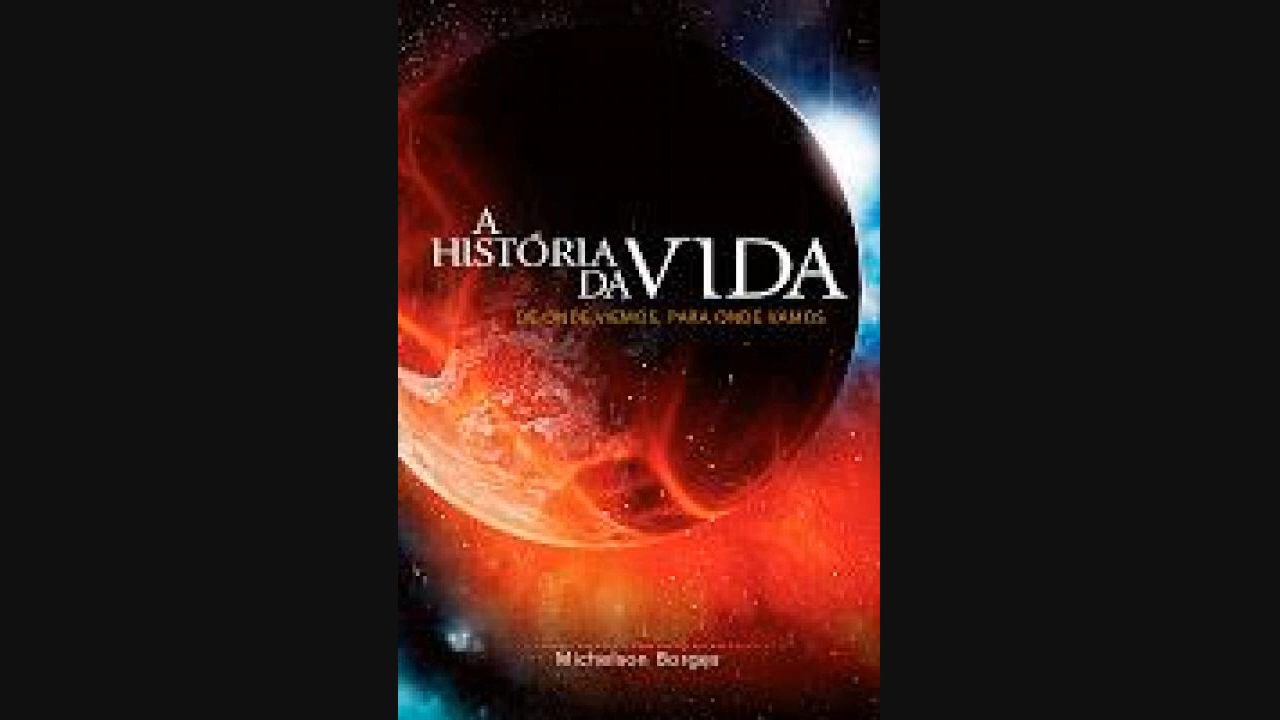 A
HISTÓRIA
DA VIDA
DE ONDE VIEMOS, PARA ONDE VAMOS
Michelson Borges